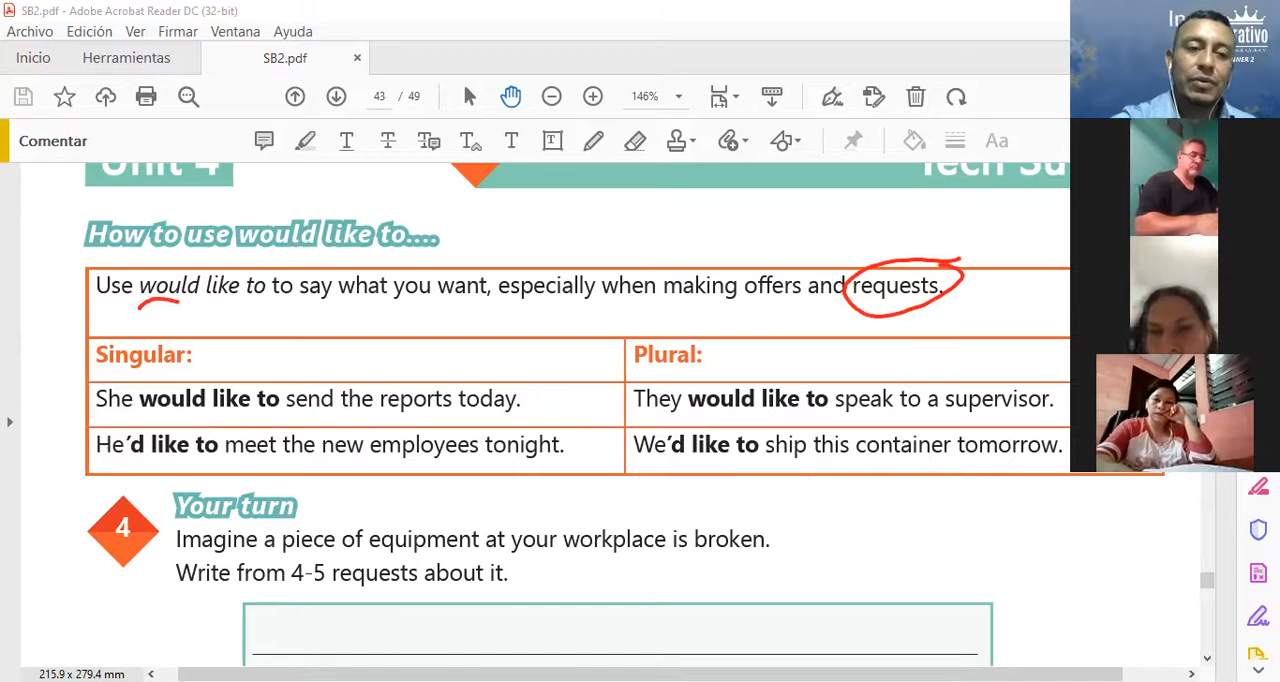 SB2.pdf - Adobe Acrobat Reader DC (32-bit)
Archivo Edición Ver Firmar Ventana Ayuda
Inicio Herramientas SB2.pdf ×
43 / 49 146%
Comentar
Aa
Unit 4 Tech Su
How to use would like to....
Use would like to to say what you want, especially when making offers and requests.
Singular: Plural:
She would like to send the reports today. They would like to speak to a supervisor.
He'd like to meet the new employees tonight. We'd like to ship this container tomorrow.
4 Your turn
Imagine a piece of equipment at your workplace is broken.
Write from 4-5 requests about it.
215.9 x 279.4 mm